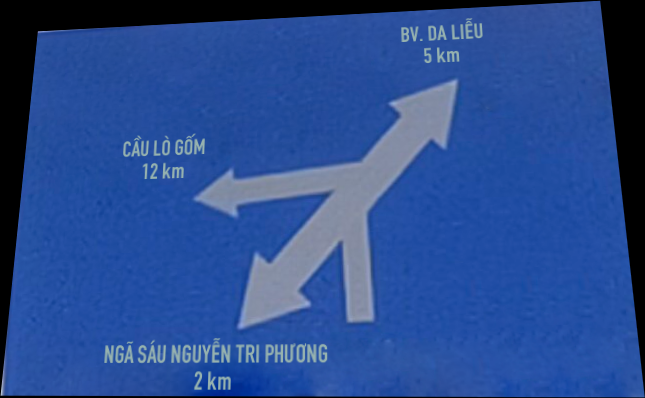 BV. DA LIỄU
5 km
CẦU LÒ GỐM
12 km
NGÃ SÁU NGUYỄN TRI PHƯƠNG
2 km